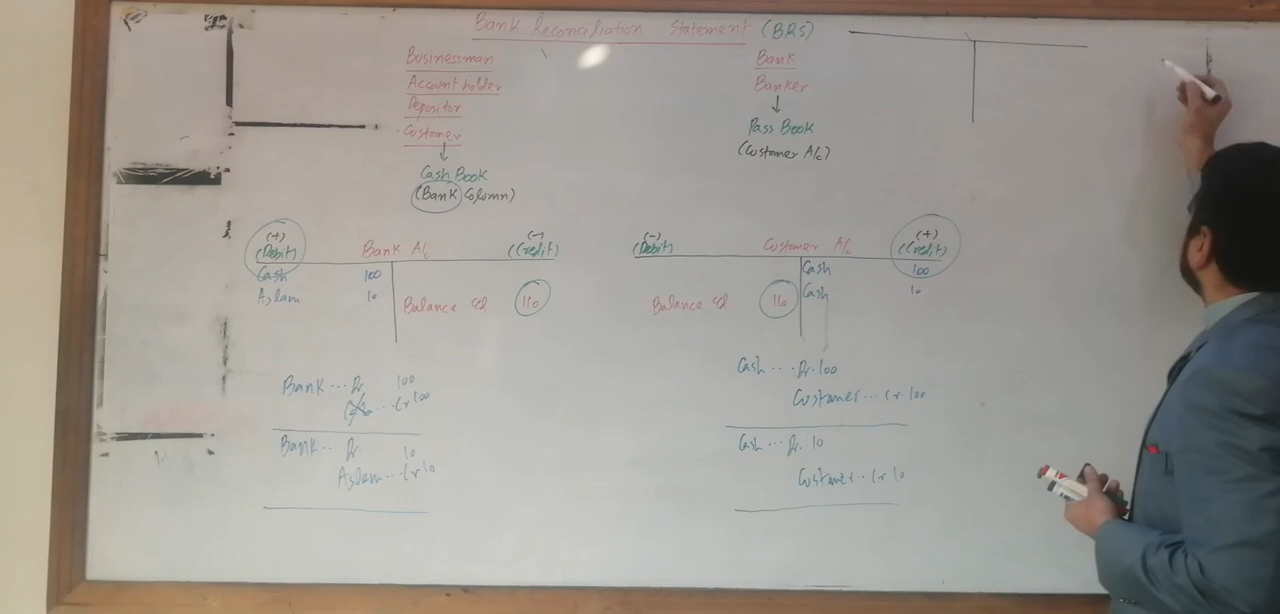 Bank Reconciliation Statement (BRS)
Businessman
Account holder
Depositor
Customer
Cash Book
(Bank Column)
Bank
Banker
Pass Book
(Customer A/c)
(+)
(Debit)
Bank A/c
(-)
(Credit)
Cash 100
Aslam 10
Balance c/d 110
(-)
(Debit)
Customer A/c
(+)
(Credit)
Cash 100
Cash 10
Balance c/d 110
Bank ... Dr 100
... Cr 100
Bank ... Dr 10
Aslam ... Cr 10
Cash .... Dr. 100
Customer ... Cr. 100
Cash ... Dr. 10
Customer .. Cr 10